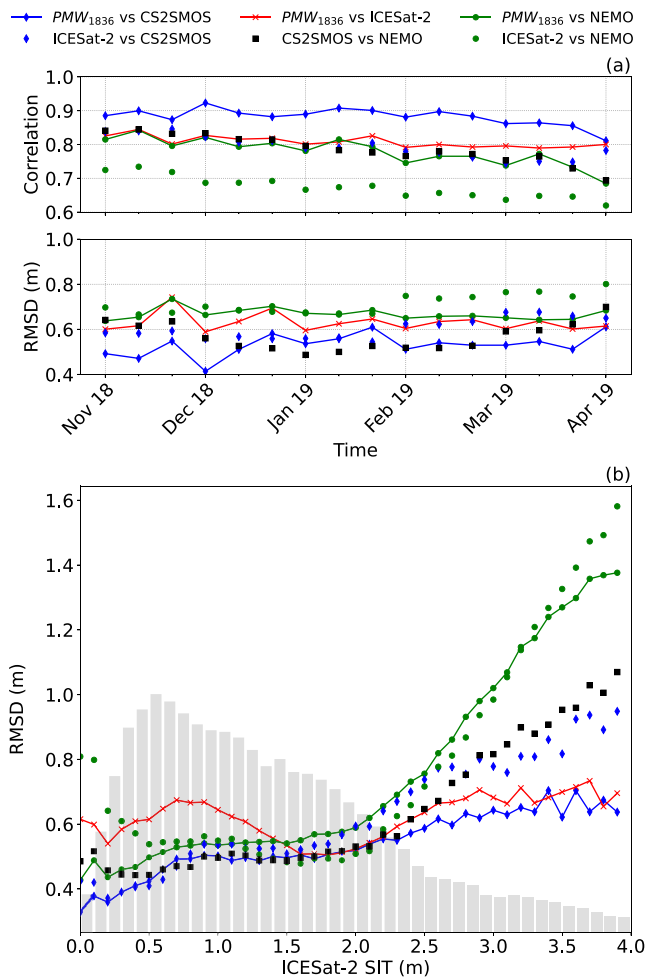 PMW1836 vs CS2SMOS PMW1836 vs ICESat-2 PMW1836 vs NEMO
ICESat-2 vs CS2SMOS CS2SMOS vs NEMO ICESat-2 vs NEMO
(a)
1.0
0.9
0.8
0.7
0.6
Correlation
1.0
0.8
0.6
0.4
RMSD (m)
Nov 18 Dec 18 Jan 19 Feb 19 Mar 19 Apr 19
Time
(b)
1.6
1.4
1.2
1.0
0.8
0.6
0.4
RMSD (m)
0.0 0.5 1.0 1.5 2.0 2.5 3.0 3.5 4.0
ICESat-2 SIT (m)